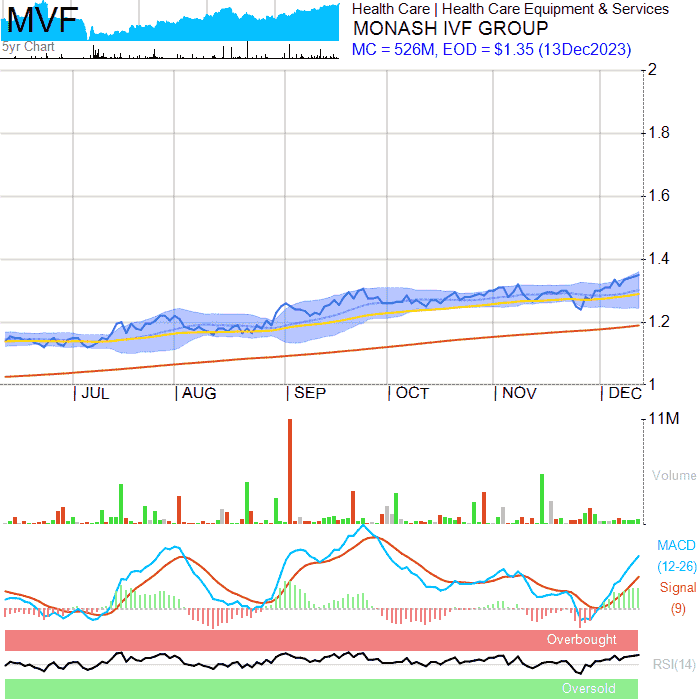 MVF
5yr Chart
Health Care | Health Care Equipment & Services
MONASH IVF GROUP
MC = 526M, EOD = $1.35 (13Dec2023)
2
1.8
1.6
1.4
1.2
1
JUL
AUG
SEP
OCT
NOV
DEC
11M
Volume
MACD
(12-26)
Signal
(9)
Overbought
RSI(14)
Oversold